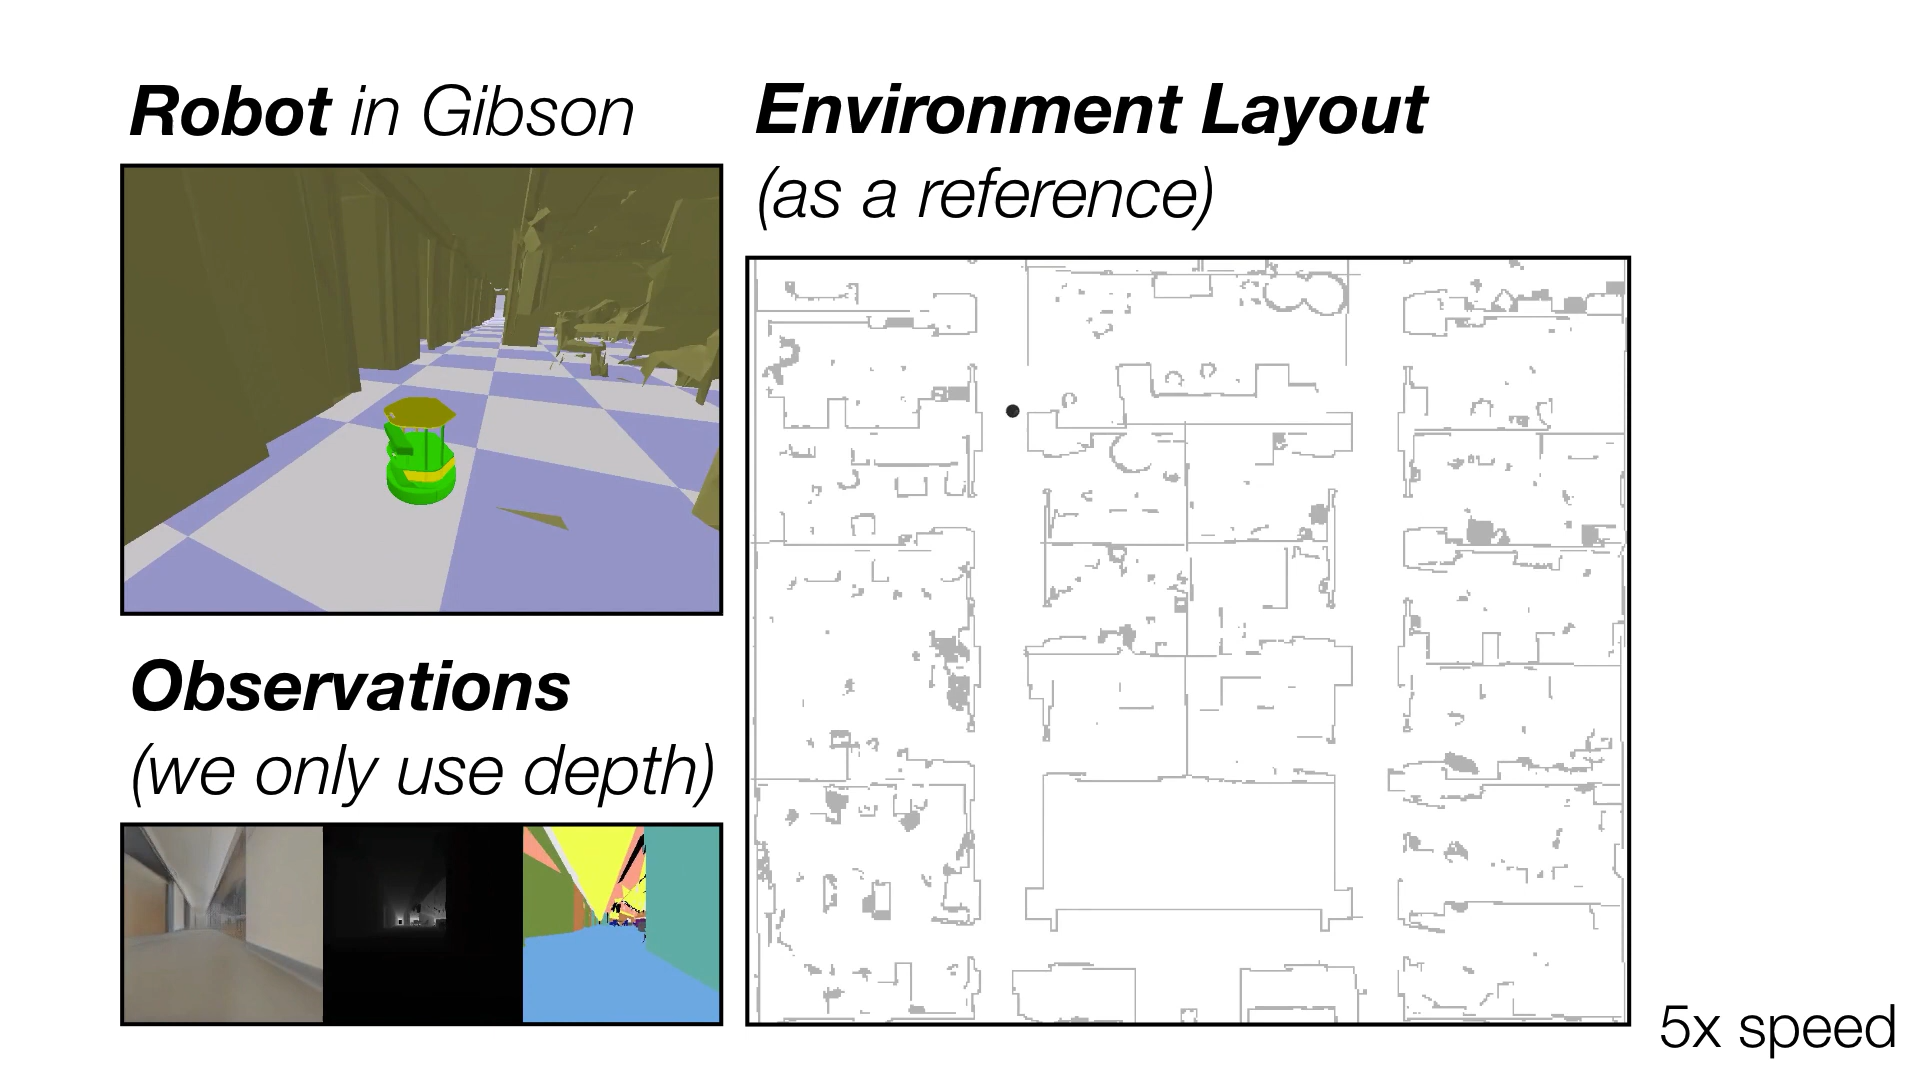 Robot in Gibson
Environment Layout
(as a reference)
Observations
(we only use depth)
5x speed